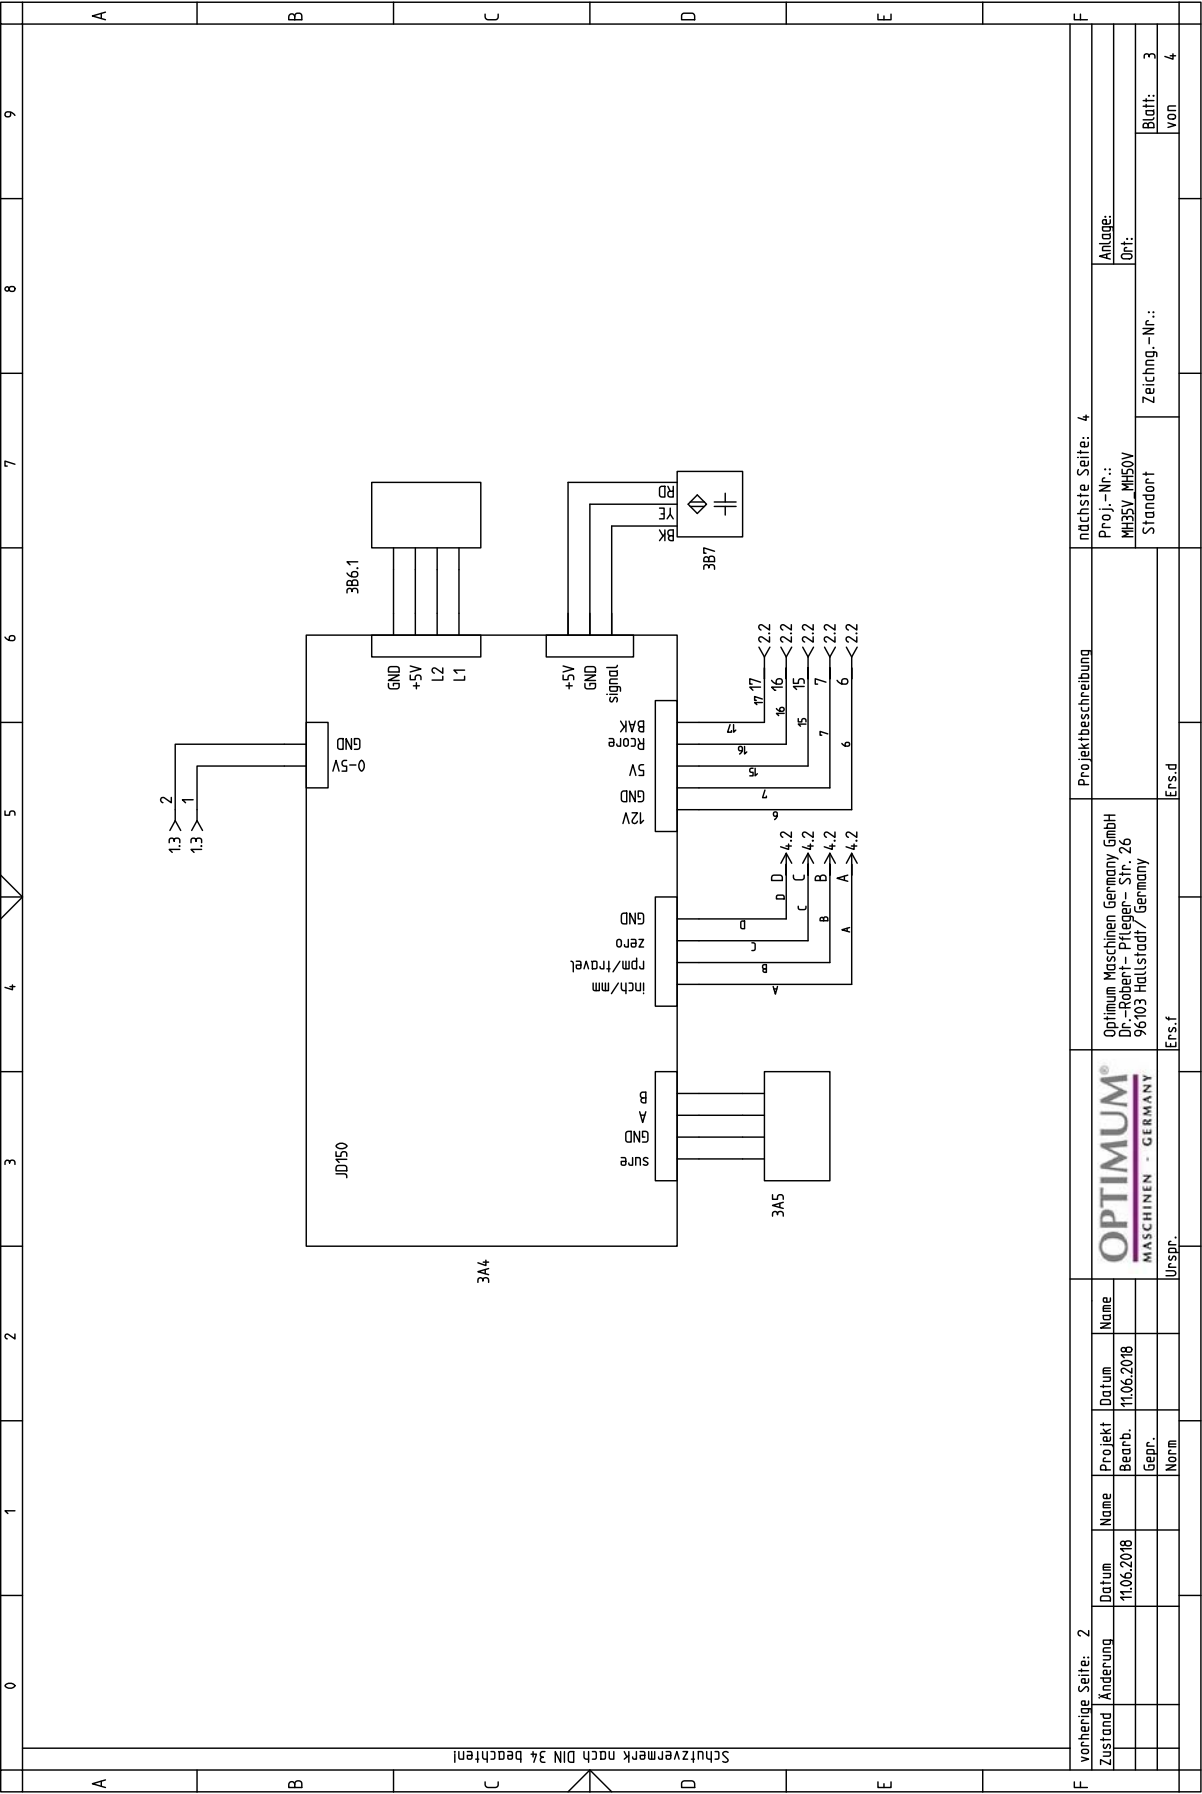 0 1 2 3 4 5 6 7 8 9
A
B
C
D
E
F
A
B
C
D
E
F
Schutzvermerk nach DIN 34 beachten!
1.3 2
1.3 1
GND
0-5V
JD150
3A4
3B6.1
GND
+5V
L2
L1
+5V
GND
signal
RD
YE
BK
3B7
sure
GND
A
B
3A5
inch/mm
rpm/travel
zero
GND
D D D 4.2
C C C 4.2
B B B 4.2
A A A 4.2
12V
GND
5V
Rcore
BAK
17 17 17 2.2
16 16 16 2.2
15 15 15 2.2
7 7 7 2.2
6 6 6 2.2
vorherige Seite: 2
Projektbeschreibung
nächste Seite: 4
Zustand Änderung Datum Name Projekt Datum Name
11.06.2018 Bearb. 11.06.2018
Gepr.
Norm
Urspr.
OPTIMUM®
MASCHINEN - GERMANY
Optimum Maschinen Germany GmbH
Dr.-Robert- Pfleger- Str. 26
96103 Hallstadt/ Germany
Ers.f
Ers.d
Proj.-Nr.:
MH35V_MH50V
Anlage:
Ort:
Standort
Zeichng.-Nr.:
Blatt: 3
von 4